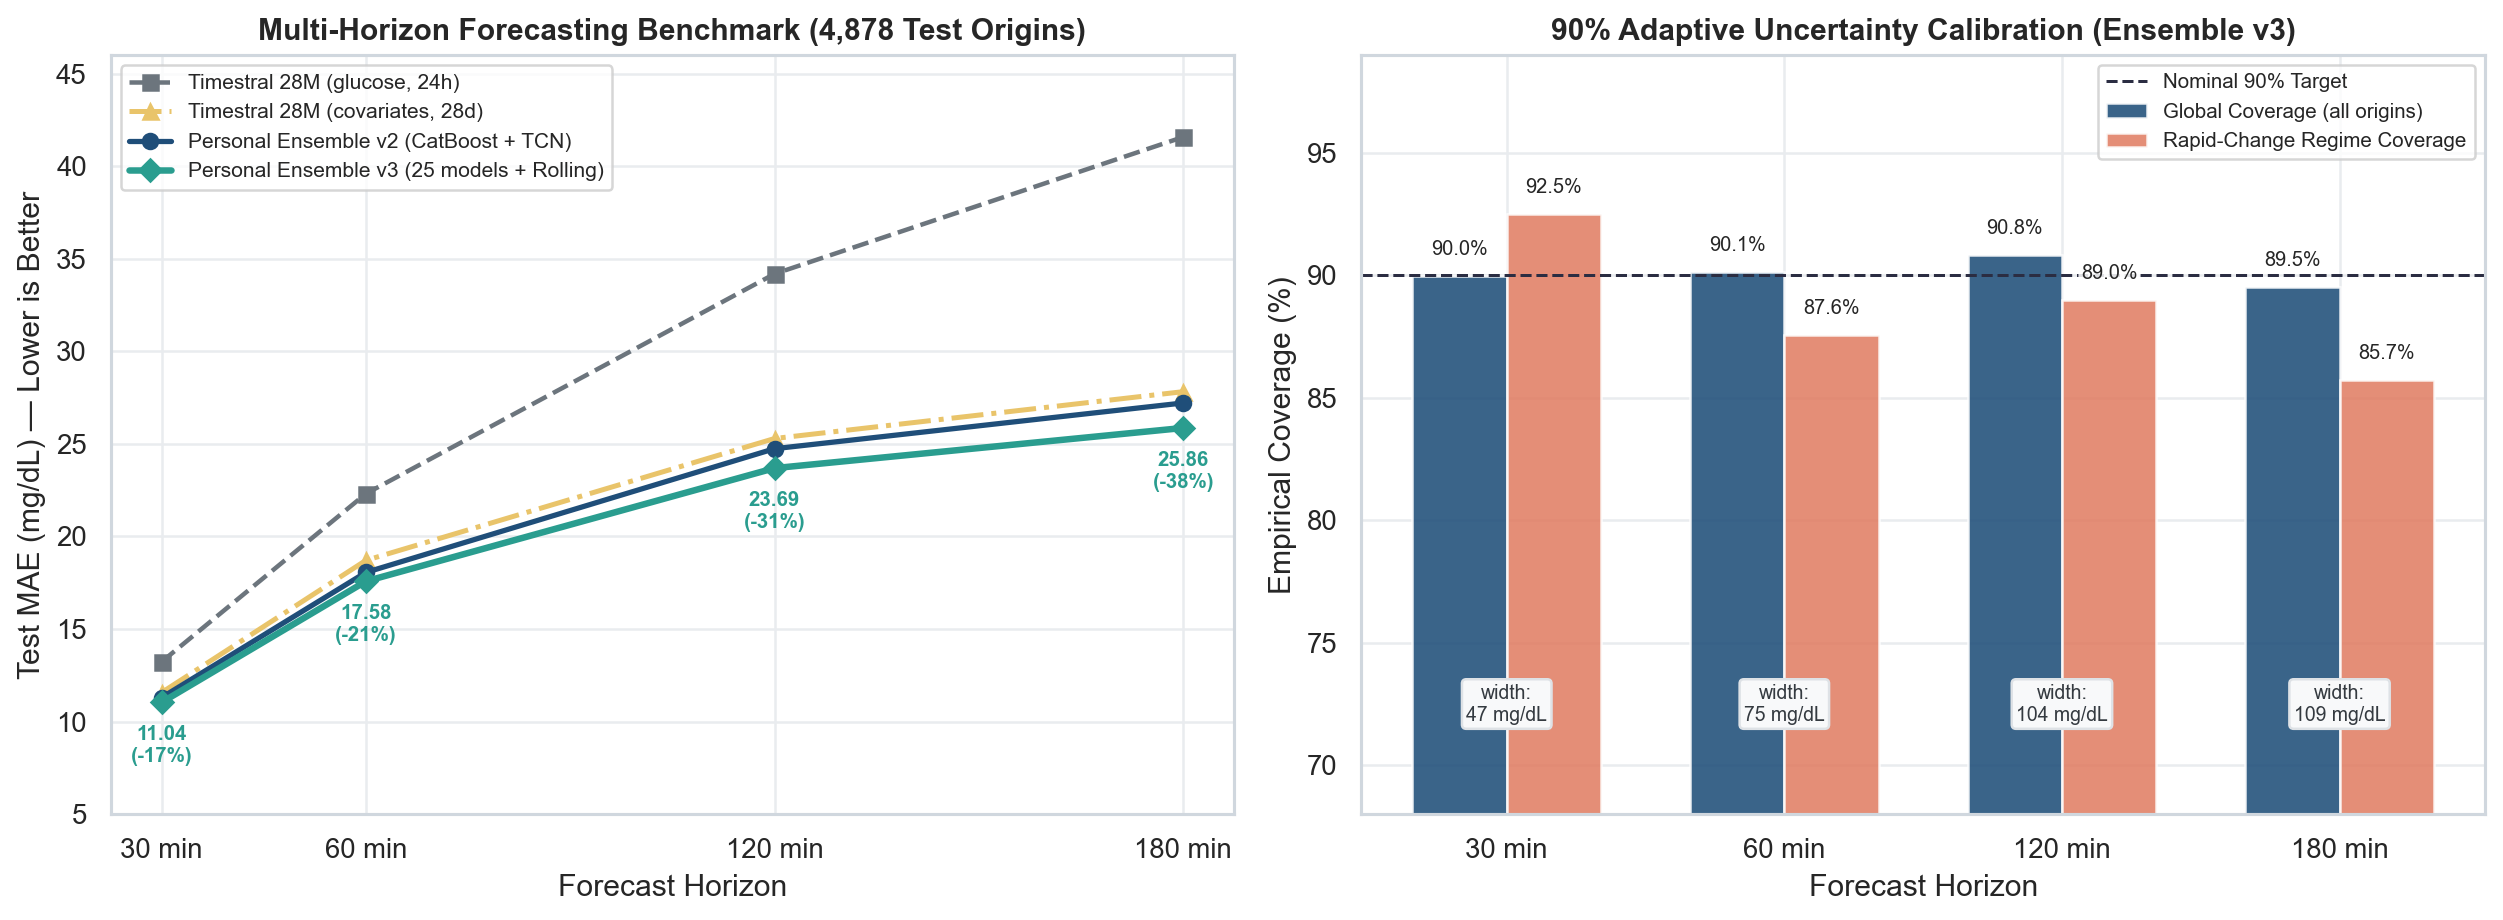 Multi-Horizon Forecasting Benchmark (4,878 Test Origins)
Test MAE (mg/dL) — Lower is Better
45
40
35
30
25
20
15
10
5
Timestral 28M (glucose, 24h)
Timestral 28M (covariates, 28d)
Personal Ensemble v2 (CatBoost + TCN)
Personal Ensemble v3 (25 models + Rolling)
11.04
(-17%)
17.58
(-21%)
23.69
(-31%)
25.86
(-38%)
30 min
60 min
120 min
180 min
Forecast Horizon
90% Adaptive Uncertainty Calibration (Ensemble v3)
Empirical Coverage (%)
95
90
85
80
75
70
Nominal 90% Target
Global Coverage (all origins)
Rapid-Change Regime Coverage
90.0%
92.5%
90.1%
87.6%
90.8%
89.0%
89.5%
85.7%
width:
47 mg/dL
width:
75 mg/dL
width:
104 mg/dL
width:
109 mg/dL
30 min
60 min
120 min
180 min
Forecast Horizon